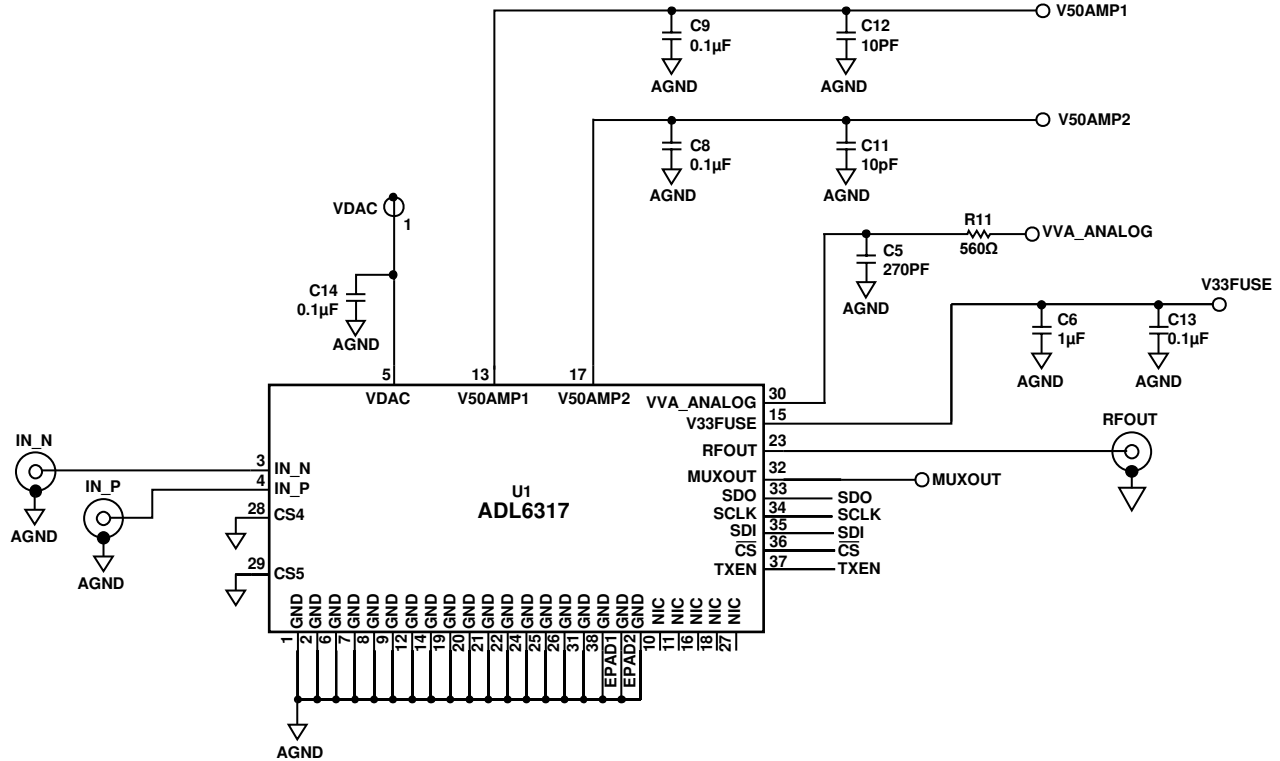 V50AMP1
C9
0.1µF
AGND
C12
10PF
AGND
V50AMP2
C8
0.1µF
AGND
C11
10pF
AGND
VDAC
1
C14
0.1µF
AGND
R11
560Ω
VVA_ANALOG
C5
270PF
AGND
V33FUSE
C6
1µF
AGND
C13
0.1µF
AGND
5
VDAC
13
V50AMP1
17
V50AMP2
VVA_ANALOG 30
V33FUSE 15
RFOUT 23
RFOUT
MUXOUT 32 MUXOUT
SDO 33 SDO
SCLK 34 SCLK
SDI 35 SDI
CS 36 CS
TXEN 37 TXEN
IN_N
AGND
IN_P
AGND
3 IN_N
4 IN_P
28 CS4
29 CS5
U1
ADL6317
GND GND GND GND GND GND GND GND GND GND GND GND GND GND GND GND GND GND GND NIC NIC NIC NIC NIC
1 2 6 7 8 9 12 14 19 20 21 22 24 25 26 31 38 EPAD1 EPAD2 10 11 16 18 27
AGND